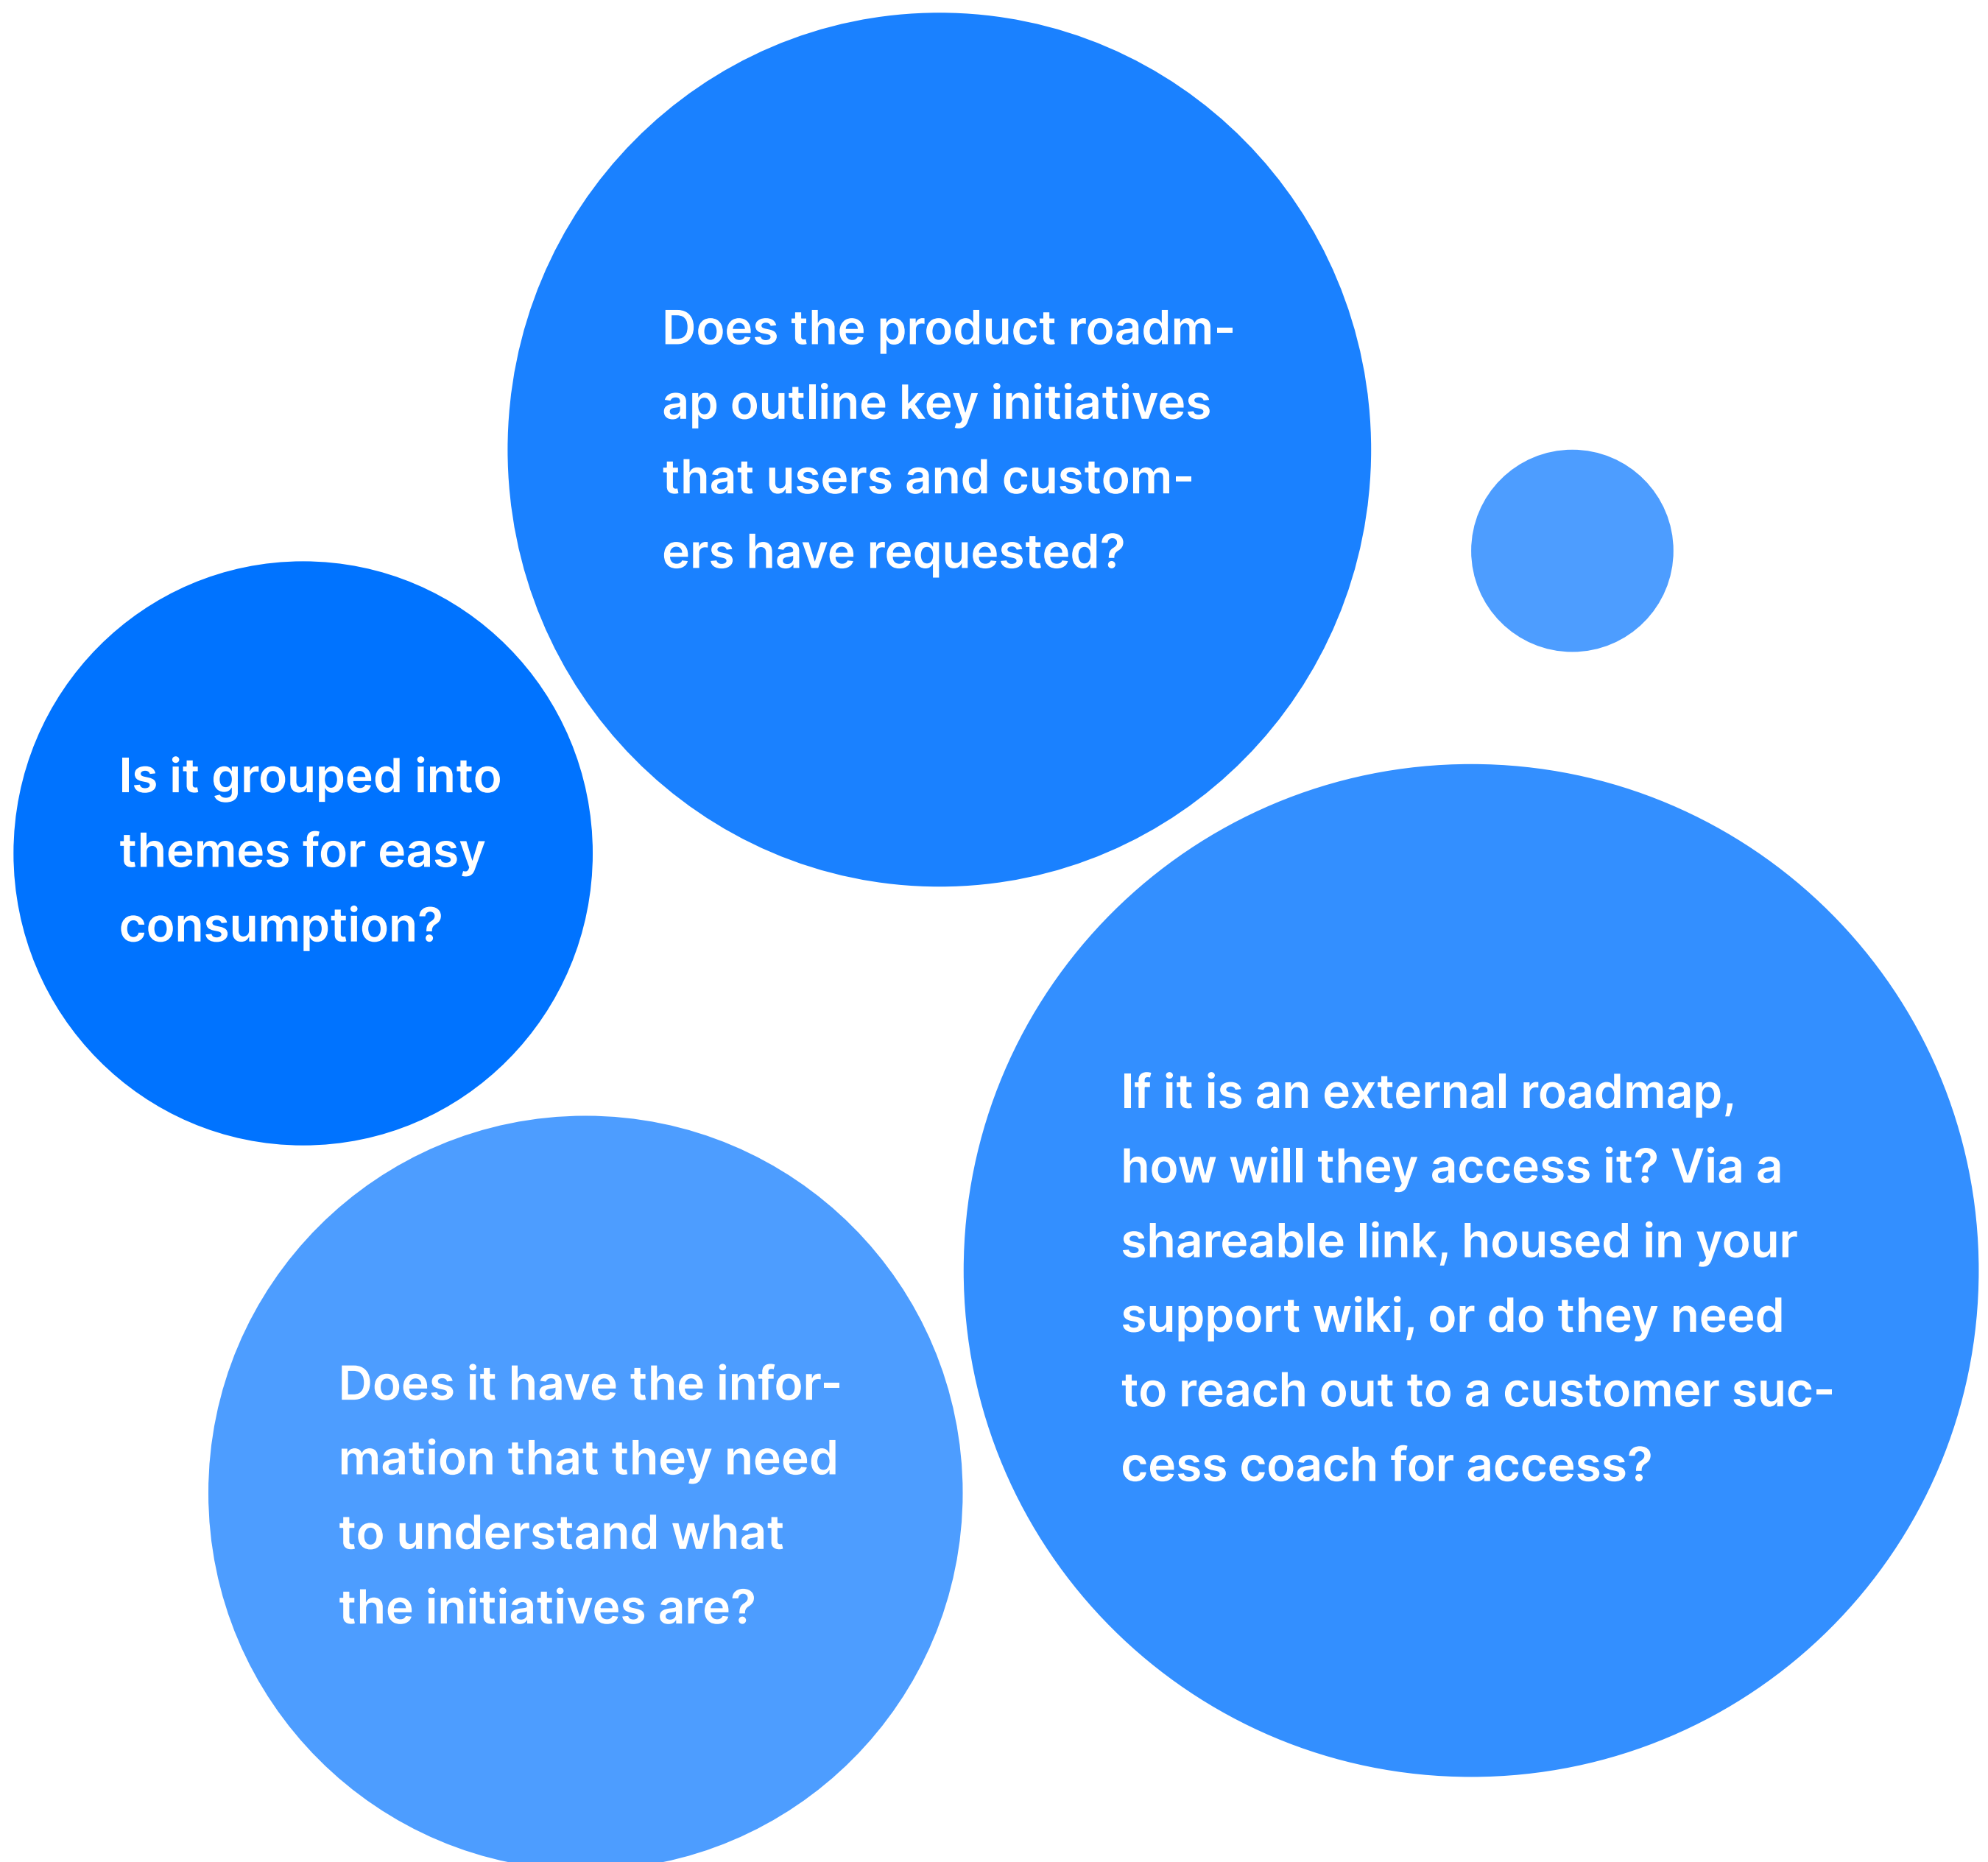 Does the product roadm-
ap outline key initiatives
that users and custom-
ers have requested?
Is it grouped into
themes for easy
consumption?
If it is an external roadmap,
how will they access it? Via a
shareable link, housed in your
support wiki, or do they need
to reach out to a customer suc-
cess coach for access?
Does it have the infor-
mation that they need
to understand what
the initiatives are?